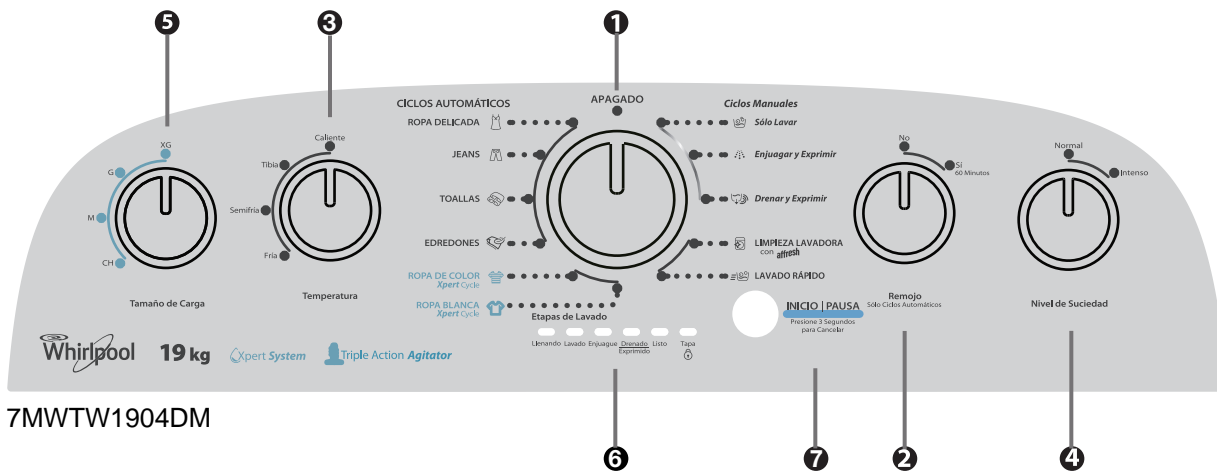 5
3
1
CICLOS AUTOMÁTICOS
APAGADO
Ciclos Manuales
ROPA DELICADA
Sólo Lavar
JEANS
Enjuagar y Exprimir
TOALLAS
Drenar y Exprimir
EDREDONES
LIMPIEZA LAVADORA
con affresh
ROPA DE COLOR
Xpert Cycle
LAVADO RÁPIDO
ROPA BLANCA
Xpert Cycle
XG
G
M
CH
Tamaño de Carga
Caliente
Tibia
Semifría
Fría
Temperatura
No
Sí
60 Minutos
Remojo
Sólo Ciclos Automáticos
Normal
Intenso
Nivel de Suciedad
Etapas de Lavado
Llenando Lavado Enjuague Drenado Listo Tapa
Exprimido
INICIO | PAUSA
Presione 3 Segundos
para Cancelar
Whirlpool 19 kg Xpert System Triple Action Agitator
7MWTW1904DM
6
7
2
4